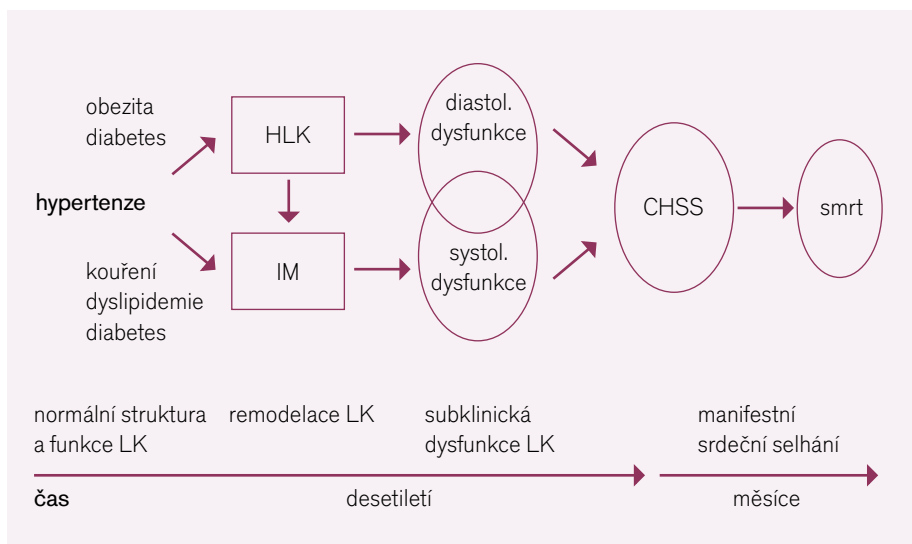 obezita
diabetes
hypertenze
kouření
dyslipidemie
diabetes
HLK
IM
diastol.
dysfunkce
systol.
dysfunkce
CHSS
smrt
normální struktura
a funkce LK
remodelace LK
subklinická
dysfunkce LK
manifestní
srdeční selhání
čas
desetiletí
měsíce